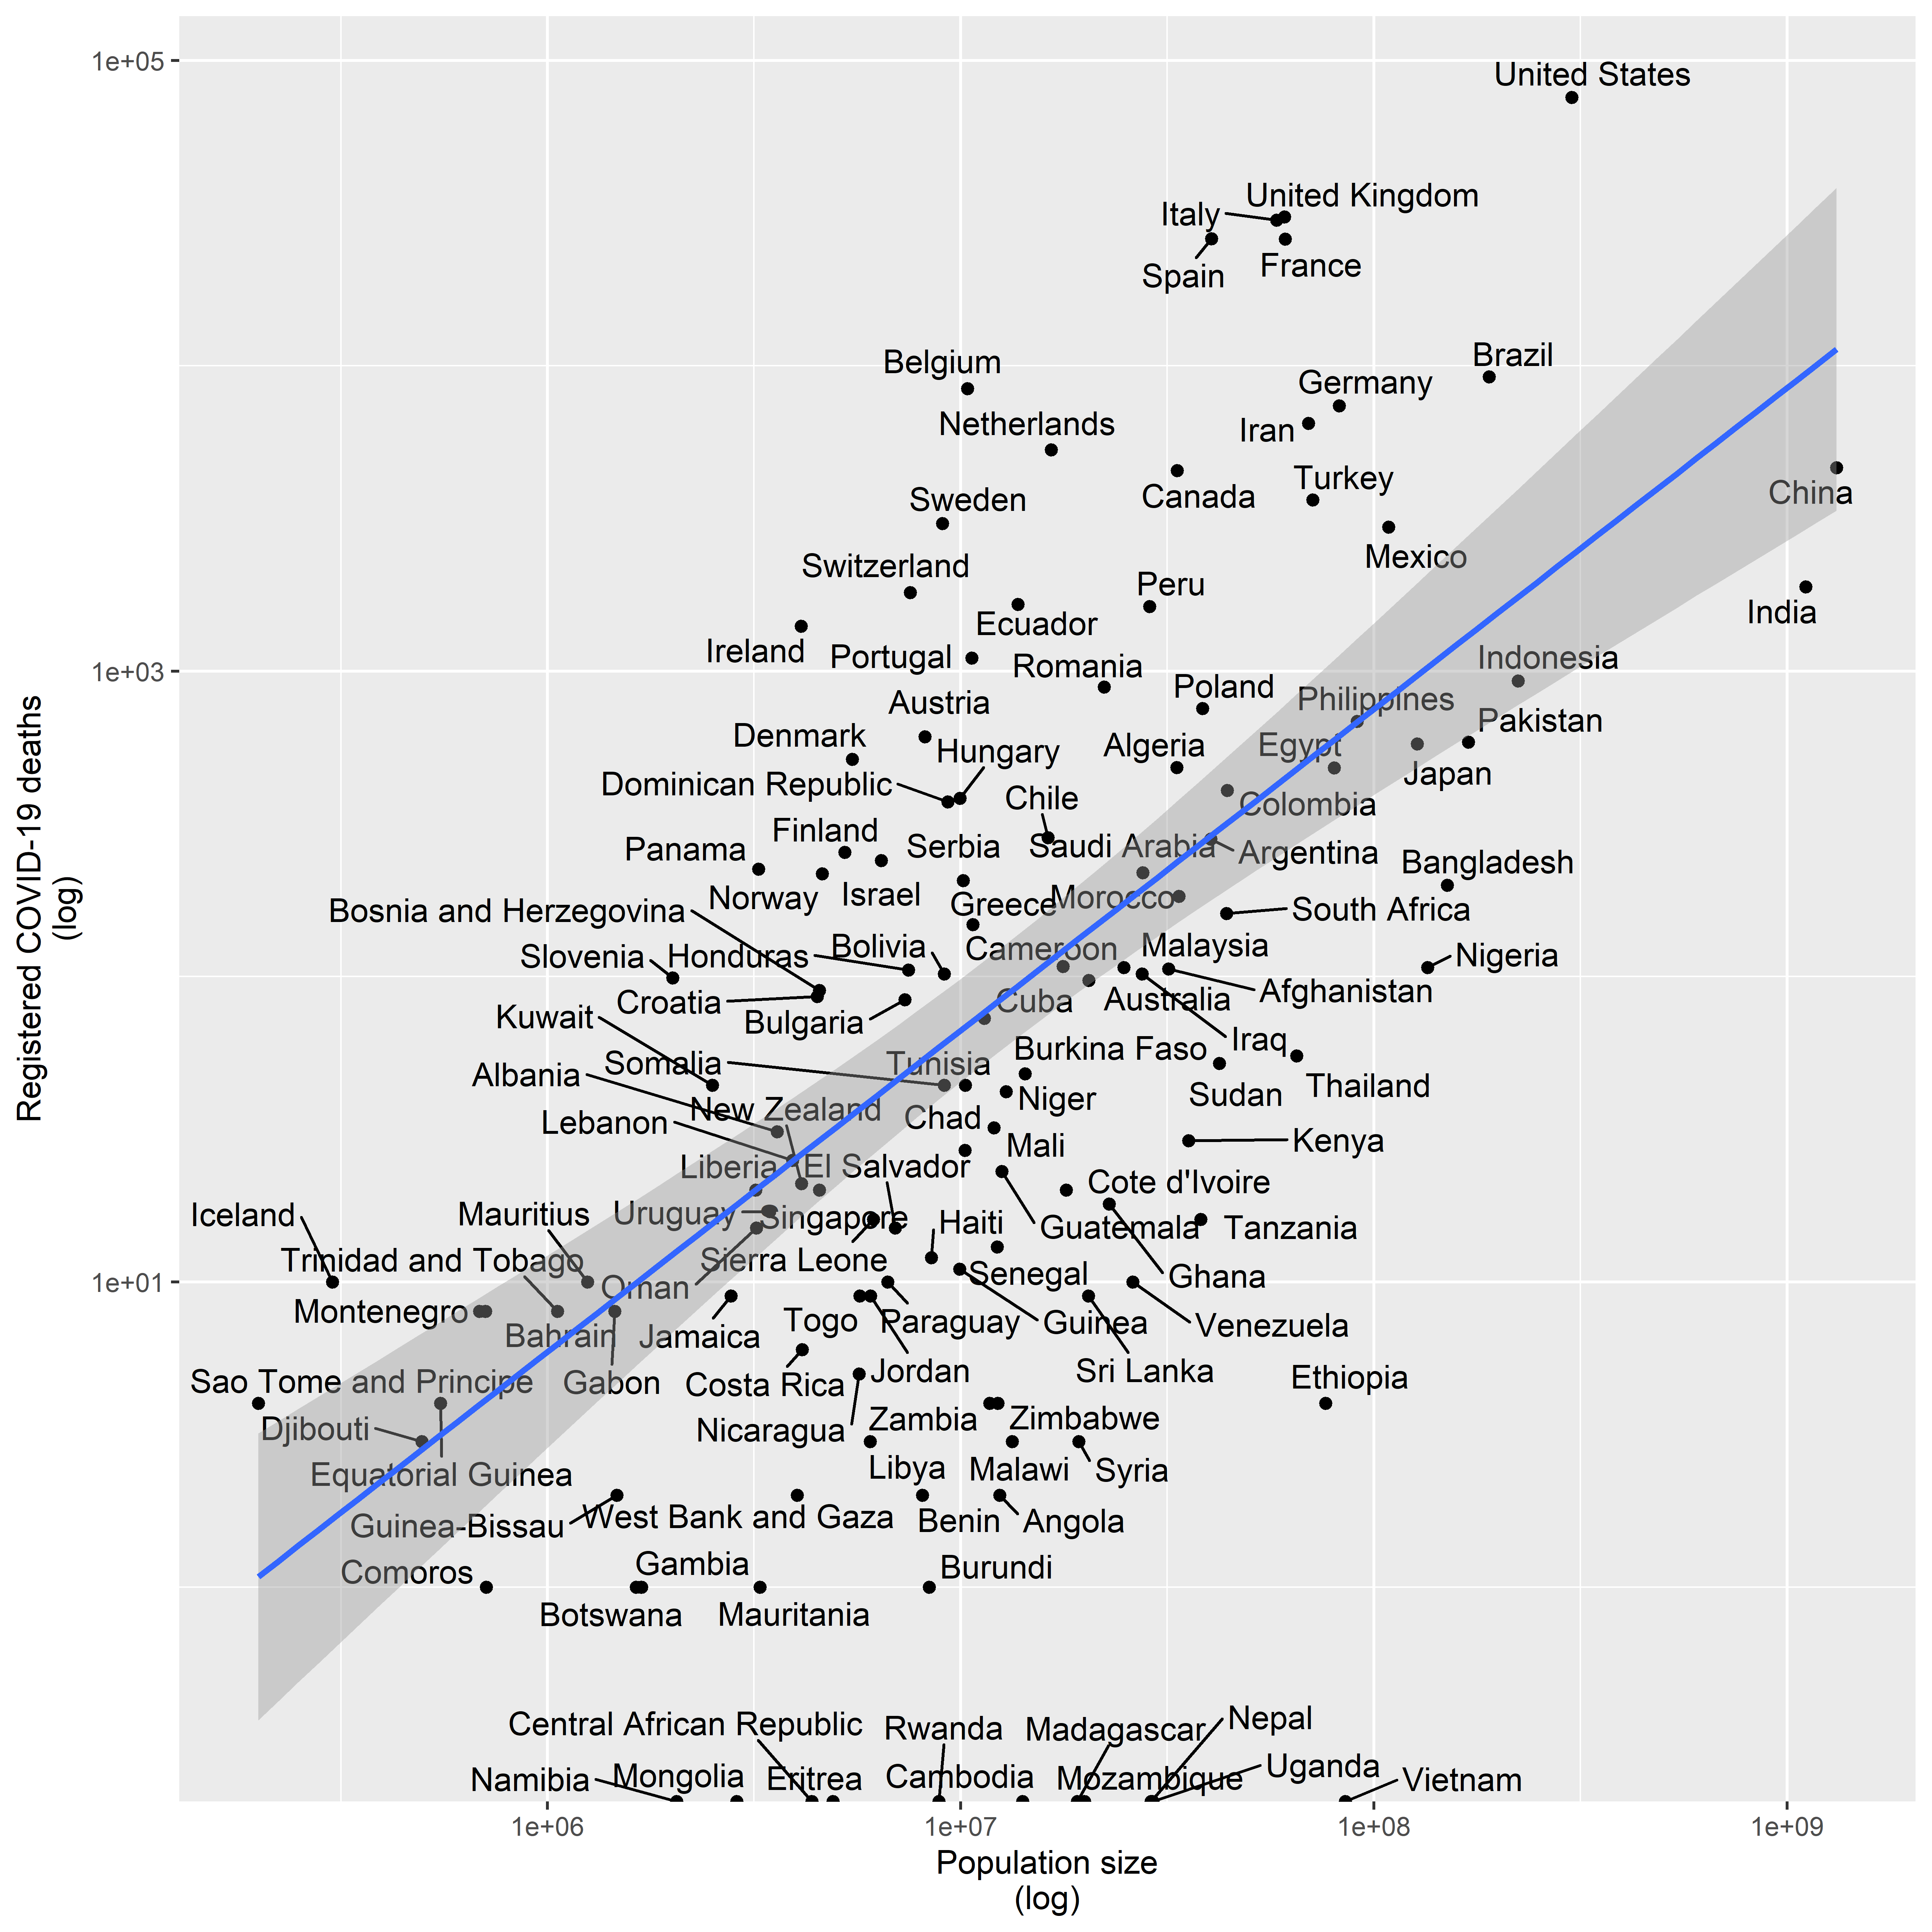 1e+05
United States
United Kingdom
Italy
Spain
France
Belgium
Brazil
Germany
Netherlands
Iran
Turkey
Canada
China
Sweden
Mexico
Switzerland
Peru
India
Ecuador
Ireland
Portugal
Romania
Indonesia
1e+03
Poland
Philippines
Austria
Pakistan
Denmark
Hungary
Algeria
Egypt
Japan
Dominican Republic
Chile
Colombia
Finland
Serbia
Saudi Arabia
Argentina
Panama
Bangladesh
Norway
Israel
Greece
Morocco
South Africa
Bosnia and Herzegovina
Bolivia
Cameroon
Malaysia
Nigeria
Slovenia
Honduras
Croatia
Cuba
Australia
Afghanistan
Kuwait
Bulgaria
Iraq
Somalia
Tunisia
Burkina Faso
Albania
Sudan
Thailand
New Zealand
Niger
Lebanon
Chad
Mali
Kenya
Liberia
El Salvador
Cote d'Ivoire
Iceland
Mauritius
Uruguay
Singapore
Haiti
Guatemala
Tanzania
Trinidad and Tobago
Sierra Leone
1e+01
Oman
Senegal
Ghana
Montenegro
Bahrain
Jamaica
Togo
Paraguay
Guinea
Venezuela
Sao Tome and Principe
Gabon
Costa Rica
Jordan
Sri Lanka
Ethiopia
Djibouti
Nicaragua
Zambia
Zimbabwe
Equatorial Guinea
Libya
Malawi
Syria
Guinea-Bissau
West Bank and Gaza
Benin
Angola
Comoros
Gambia
Burundi
Botswana
Mauritania
Central African Republic
Rwanda
Madagascar
Nepal
Namibia
Mongolia
Eritrea
Cambodia
Mozambique
Uganda
Vietnam
1e+06
1e+07
1e+08
1e+09
Population size
(log)
Registered COVID-19 deaths
(log)